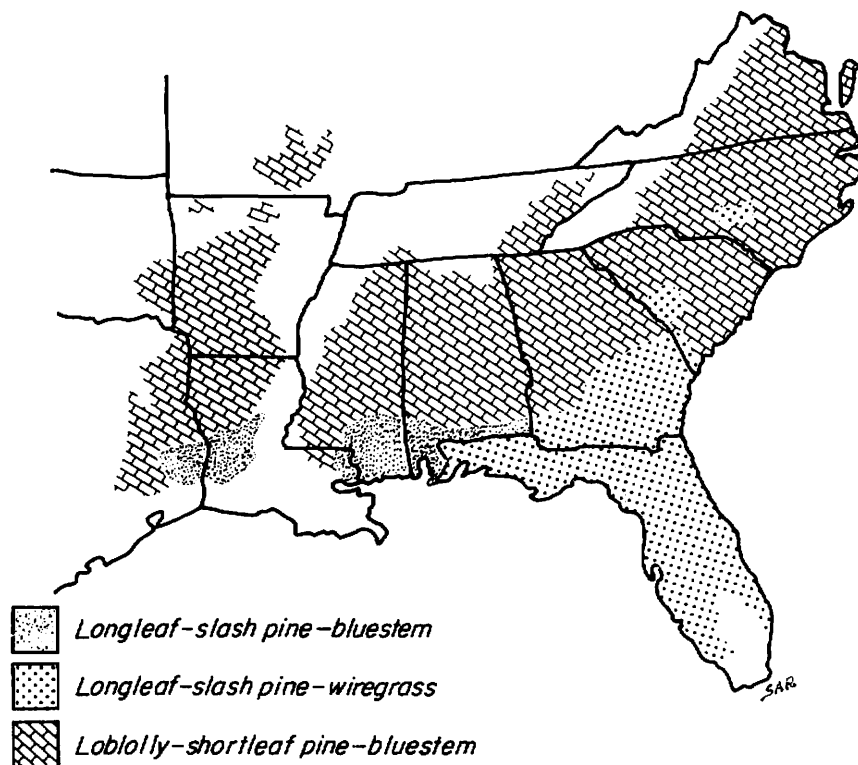 SAR
Longleaf-slash pine-bluestem
Longleaf-slash pine-wiregrass
Loblolly-shortleaf pine-bluestem